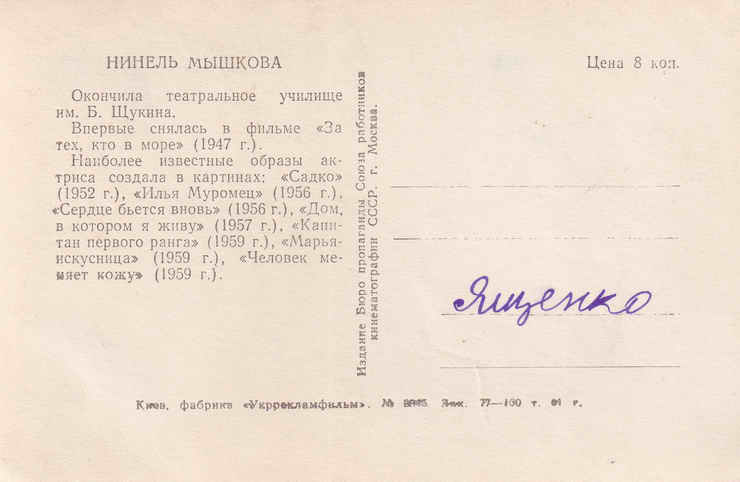 НИНЕЛЬ МЫШКОВА
Окончила театральное училище
им. Б. Щукина.
Впервые снялась в фильме «За
тех, кто в море» (1947 г.).
Наиболее известные образы ак-
триса создала в картинах: «Садко»
(1952 г.), «Илья Муромец» (1956 г.),
«Сердце бьется вновь» (1956 г.), «Дом,
в котором я живу» (1957 г.), «Капи-
тан первого ранга» (1959 г.), «Марья-
искусница» (1959 г.), «Человек ме-
няет кожу» (1959 г.).
Издание Бюро пропаганды Союза работников
кинематографии СССР. г. Москва.
Цена 8 коп.
Ященко
Киев, фабрика «Укррекламфильм». № Зак. 77—100 т. г.